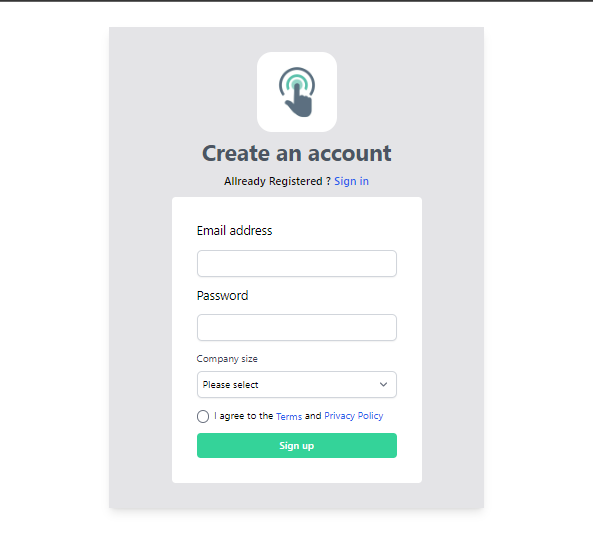 Create an account
Allready Registered ? Sign in
Email address
Password
Company size
Please select
I agree to the Terms and Privacy Policy
Sign up